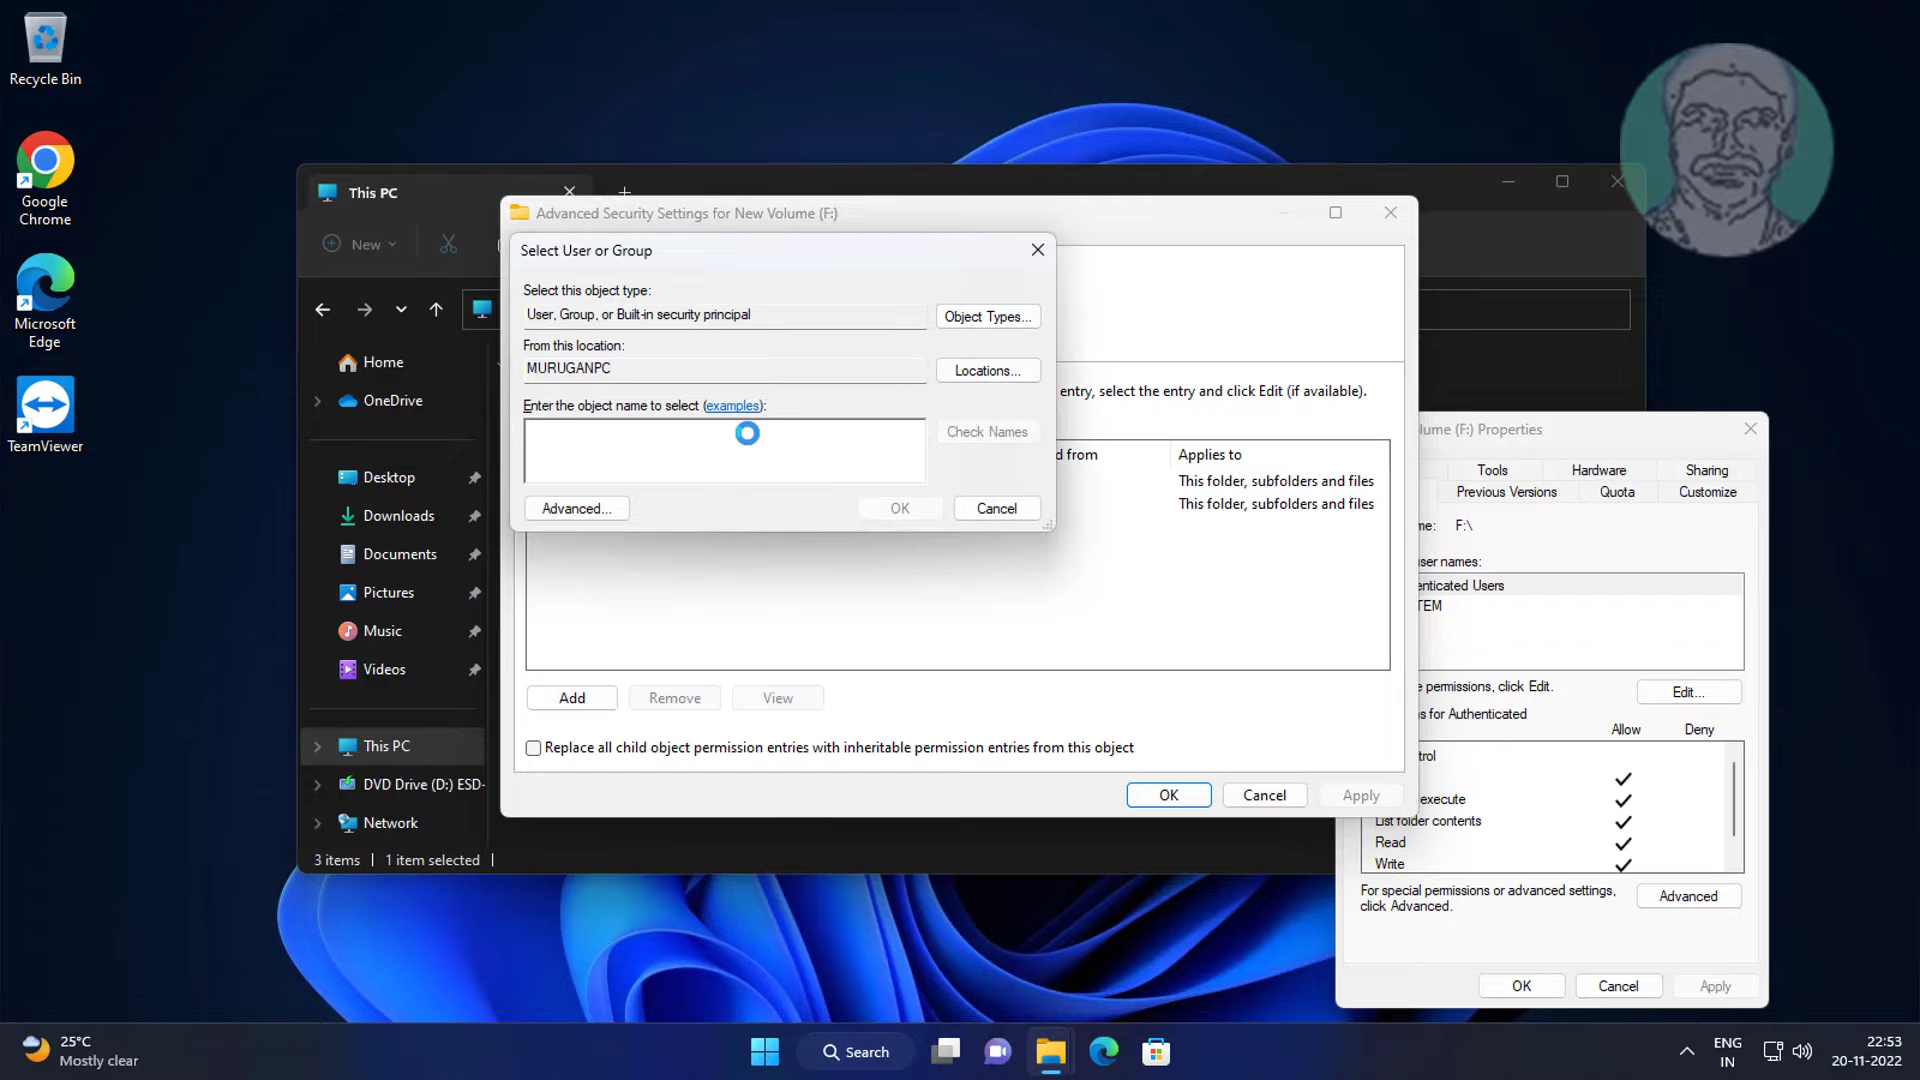 Recycle Bin
Google
Chrome
Microsoft
Edge
TeamViewer
This PC
New
Home
OneDrive
Desktop
Downloads
Documents
Pictures
Music
Videos
This PC
DVD Drive (D:) ESD-
Network
3 items
1 item selected
Advanced Security Settings for New Volume (F:)
Select User or Group
Select this object type:
User, Group, or Built-in security principal
Object Types...
From this location:
MURUGANPC
Locations...
Enter the object name to select (examples):
Check Names
Advanced...
OK
Cancel
entry, select the entry and click Edit (if available).
d from
Applies to
This folder, subfolders and files
This folder, subfolders and files
Add
Remove
View
Replace all child object permission entries with inheritable permission entries from this object
OK
Cancel
Apply
lume (F:) Properties
Tools
Hardware
Sharing
Previous Versions
Quota
Customize
me: F:\
ser names:
enticated Users
TEM
e permissions, click Edit.
Edit...
s for Authenticated
Allow
Deny
trol
execute
List folder contents
Read
Write
For special permissions or advanced settings,
click Advanced.
Advanced
OK
Cancel
Apply
25°C
Mostly clear
Search
ENG
IN
22:53
20-11-2022